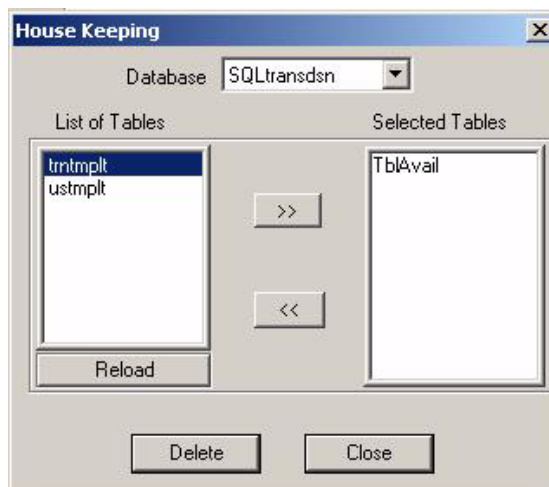 House Keeping
Database SQLtransdsn
List of Tables Selected Tables
trntmplt TblAvail
ustmplt
>>
<<
Reload
Delete Close